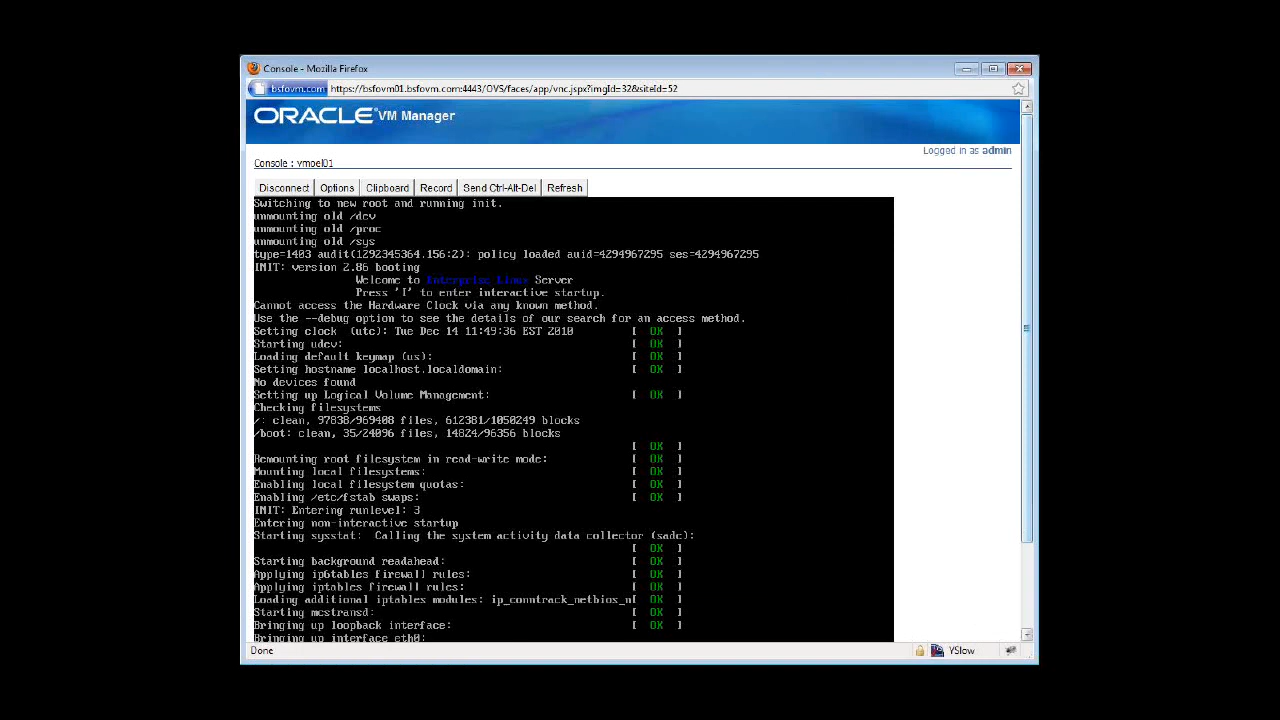 Console - Mozilla Firefox
bsfovm.com https://bsfovm01.bsfovm.com:4443/OVS/faces/app/vnc.jspx?imgId=32&siteId=52
ORACLE VM Manager
Logged in as admin
Console : vmoel01
Disconnect Options Clipboard Record Send Ctrl-Alt-Del Refresh
Switching to new root and running init.
unmounting old /dev
unmounting old /proc
unmounting old /sys
type=1403 audit(1292345364.156:2): policy loaded auid=4294967295 ses=4294967295
INIT: version 2.86 booting
Welcome to Enterprise Linux Server
Press 'I' to enter interactive startup.
Cannot access the Hardware Clock via any known method.
Use the --debug option to see the details of our search for an access method.
Setting clock (utc): Tue Dec 14 11:49:36 EST 2010 [ OK ]
Starting udev: [ OK ]
Loading default keymap (us): [ OK ]
Setting hostname localhost.localdomain: [ OK ]
No devices found
Setting up Logical Volume Management: [ OK ]
Checking filesystems
/: clean, 97838/969408 files, 612381/1050249 blocks
/boot: clean, 35/24096 files, 14824/96356 blocks
[ OK ]
Remounting root filesystem in read-write mode: [ OK ]
Mounting local filesystems: [ OK ]
Enabling local filesystem quotas: [ OK ]
Enabling /etc/fstab swaps: [ OK ]
INIT: Entering runlevel: 3
Entering non-interactive startup
Starting sysstat: Calling the system activity data collector (sadc):
[ OK ]
Starting background readahead: [ OK ]
Applying ip6tables firewall rules: [ OK ]
Applying iptables firewall rules: [ OK ]
Loading additional iptables modules: ip_conntrack_netbios_n[ OK ]
Starting mcstransd: [ OK ]
Bringing up loopback interface: [ OK ]
Bringing up interface eth0:
Done
YSlow